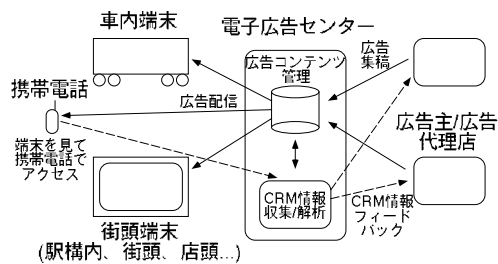 車内端末
電子広告センター
広告コンテンツ
管理
広告
集稿
携帯電話
広告配信
端末を見て
携帯電話で
アクセス
広告主/広告
代理店
CRM情報
収集/解析
CRM情報
フィード
バック
街頭端末
(駅構内、街頭、店頭...)